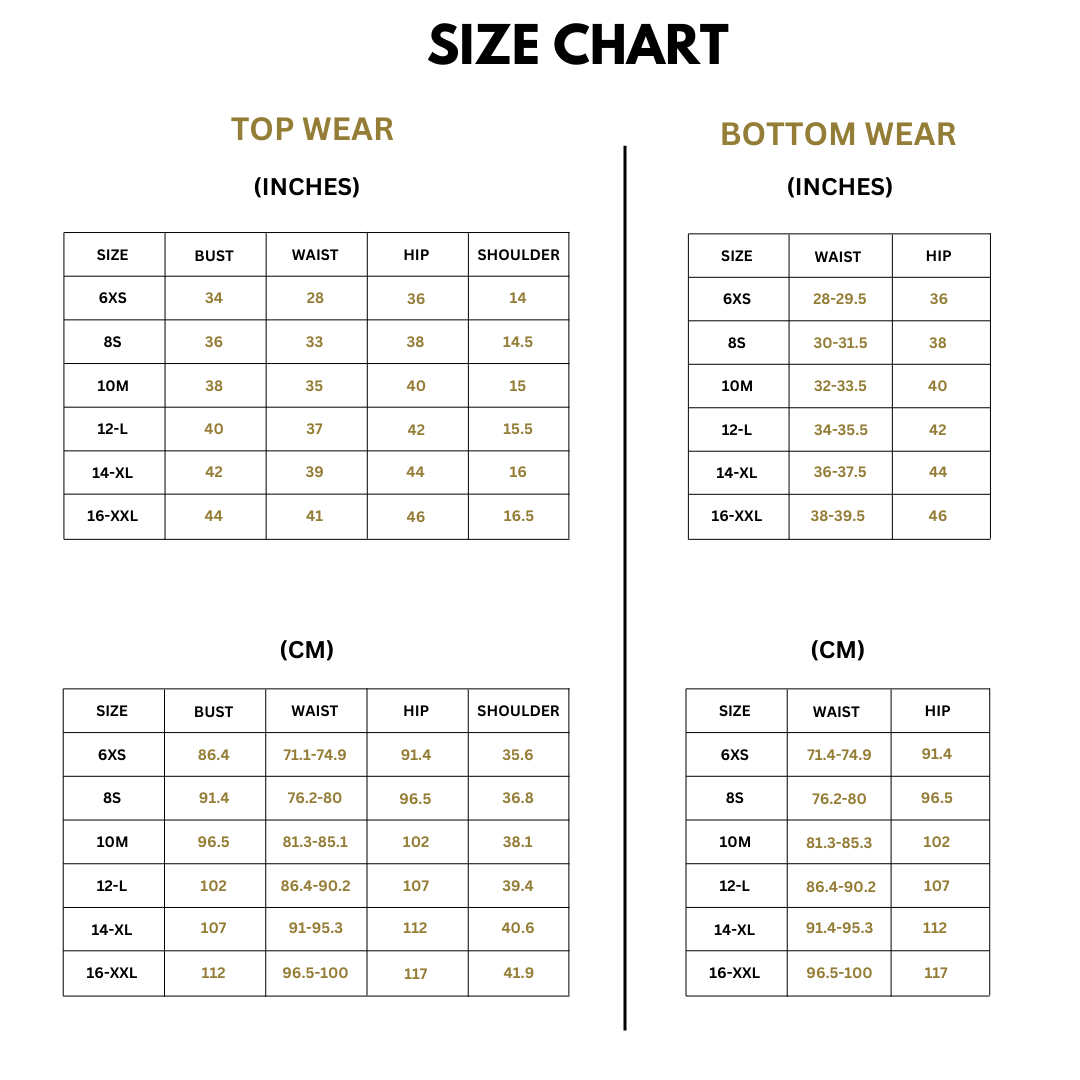 SIZE CHART
TOP WEAR
(INCHES)
SIZE BUST WAIST HIP SHOULDER
6XS 34 28 36 14
8S 36 33 38 14.5
10M 38 35 40 15
12-L 40 37 42 15.5
14-XL 42 39 44 16
16-XXL 44 41 46 16.5
(CM)
SIZE BUST WAIST HIP SHOULDER
6XS 86.4 71.1-74.9 91.4 35.6
8S 91.4 76.2-80 96.5 36.8
10M 96.5 81.3-85.1 102 38.1
12-L 102 86.4-90.2 107 39.4
14-XL 107 91-95.3 112 40.6
16-XXL 112 96.5-100 117 41.9
BOTTOM WEAR
(INCHES)
SIZE WAIST HIP
6XS 28-29.5 36
8S 30-31.5 38
10M 32-33.5 40
12-L 34-35.5 42
14-XL 36-37.5 44
16-XXL 38-39.5 46
(CM)
SIZE WAIST HIP
6XS 71.4-74.9 91.4
8S 76.2-80 96.5
10M 81.3-85.3 102
12-L 86.4-90.2 107
14-XL 91.4-95.3 112
16-XXL 96.5-100 117